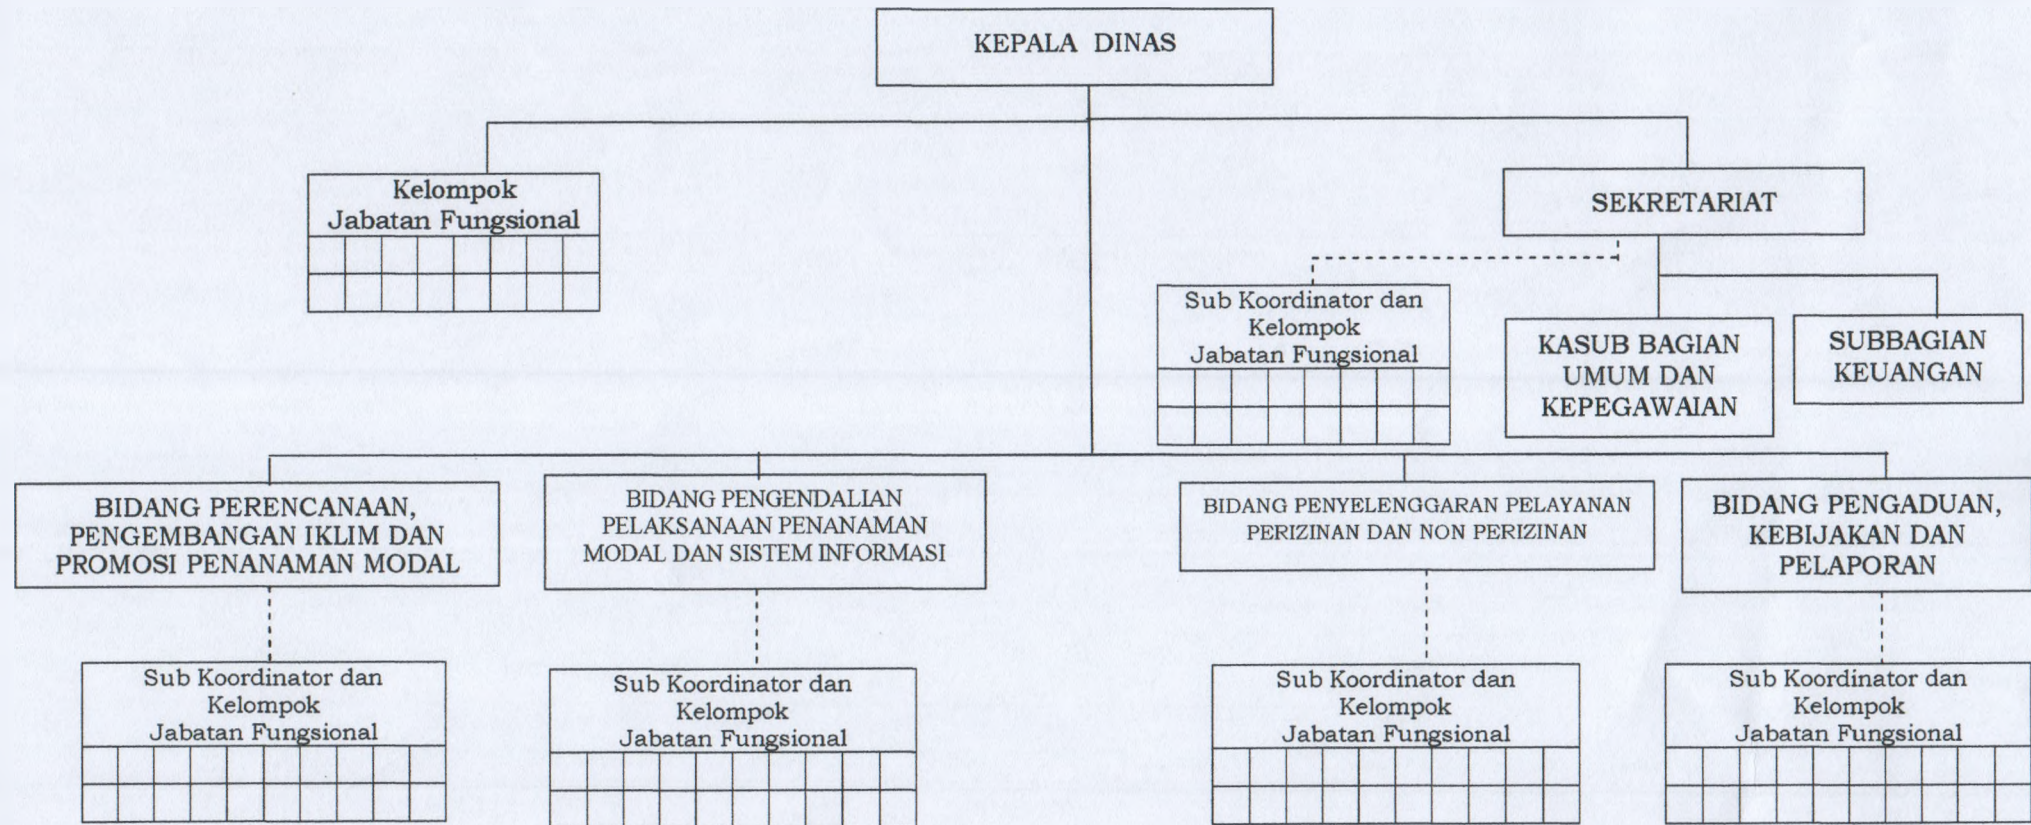 KEPALA DINAS
Kelompok
Jabatan Fungsional
SEKRETARIAT
Sub Koordinator dan
Kelompok
Jabatan Fungsional
KASUB BAGIAN
UMUM DAN
KEPEGAWAIAN
SUBBAGIAN
KEUANGAN
BIDANG PERENCANAAN,
PENGEMBANGAN IKLIM DAN
PROMOSI PENANAMAN MODAL
BIDANG PENGENDALIAN
PELAKSANAAN PENANAMAN
MODAL DAN SISTEM INFORMASI
BIDANG PENYELENGGARAN PELAYANAN
PERIZINAN DAN NON PERIZINAN
BIDANG PENGADUAN,
KEBIJAKAN DAN
PELAPORAN
Sub Koordinator dan
Kelompok
Jabatan Fungsional
Sub Koordinator dan
Kelompok
Jabatan Fungsional
Sub Koordinator dan
Kelompok
Jabatan Fungsional
Sub Koordinator dan
Kelompok
Jabatan Fungsional